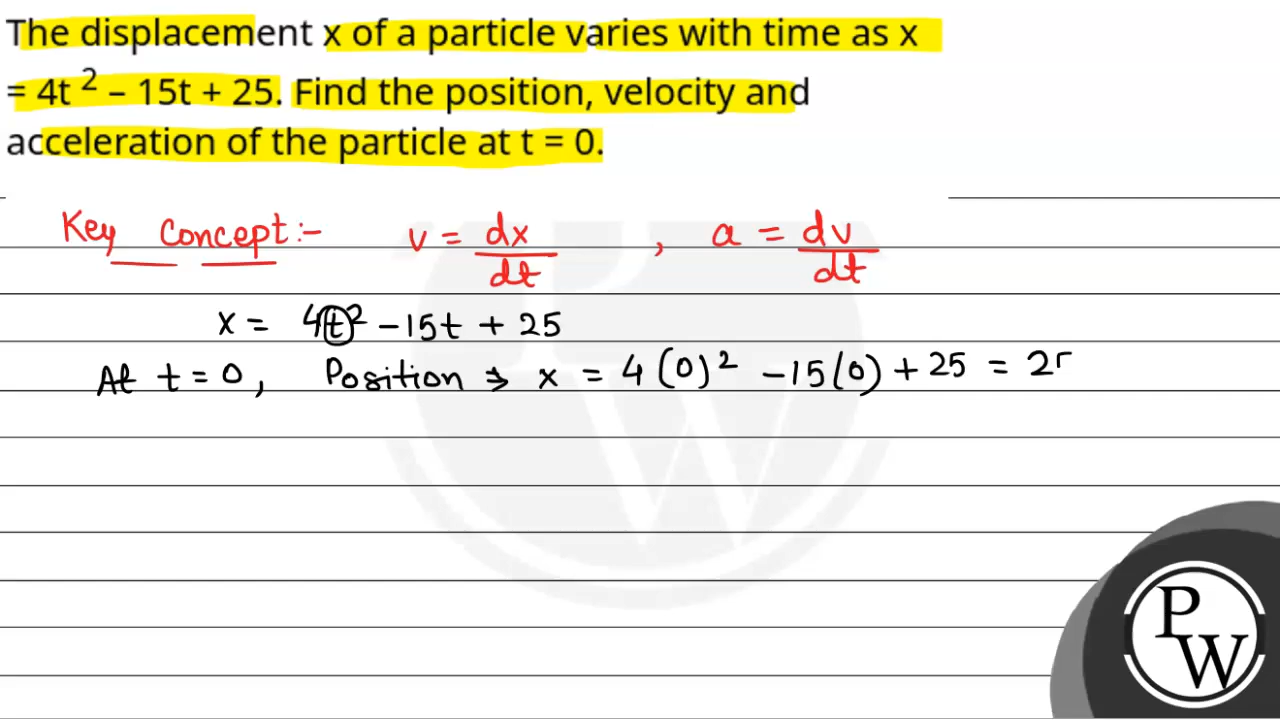 The displacement x of a particle varies with time as x
= 4t 2 – 15t + 25. Find the position, velocity and
acceleration of the particle at t = 0.
Key Concept:- v = dx/dt , a = dv/dt
x = 4t² - 15t + 25
At t = 0, Position → x = 4(0)² - 15(0) + 25 = 2
PW